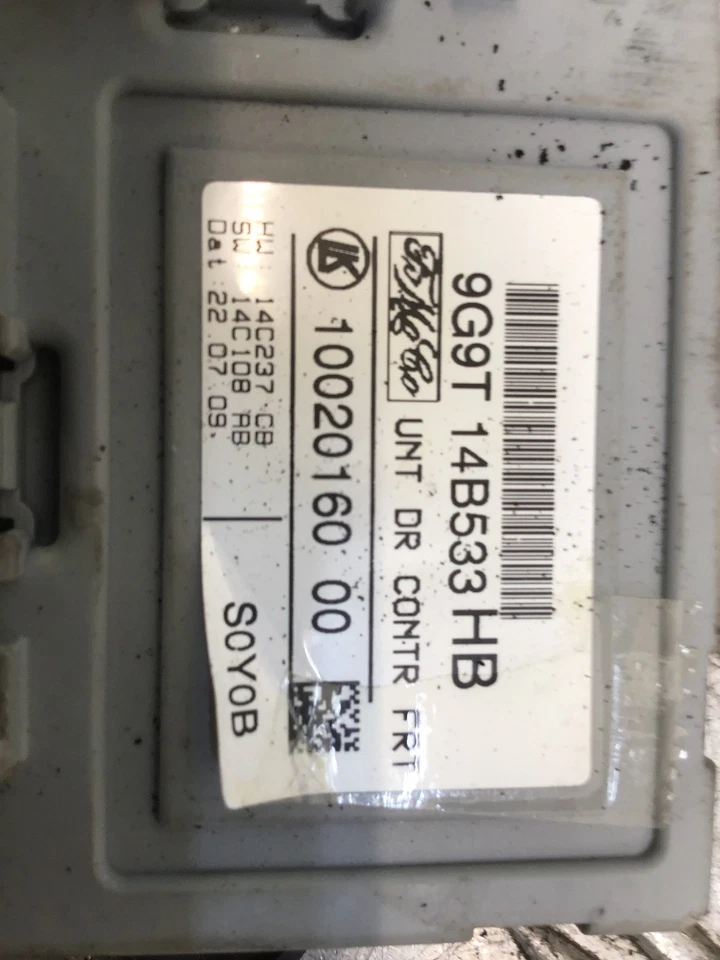 9G9T 14B533 HB
UNT DR CONTR FRT
10020160 00
HW : 14C237 CB
SW : 14C108 AB
Dat :22 07 09.
S0Y0B